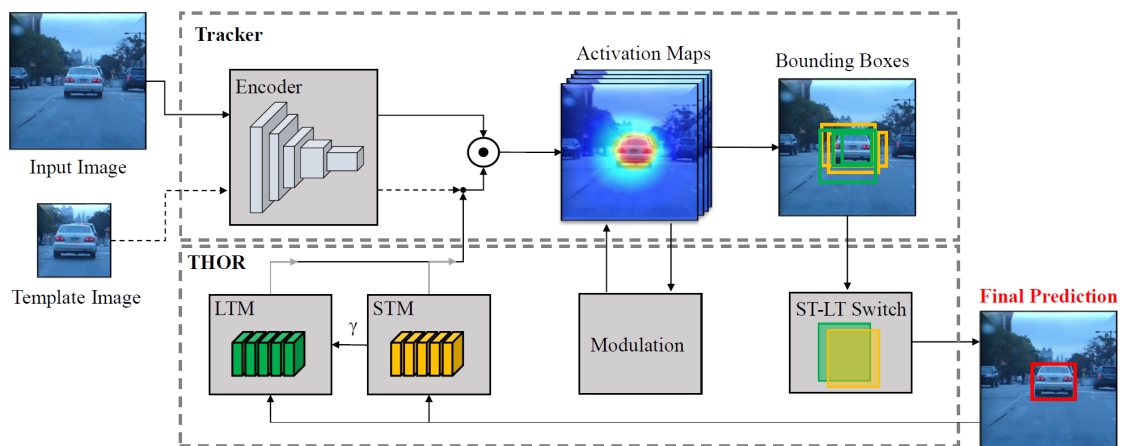 Tracker
Encoder
Activation Maps
Bounding Boxes
Input Image
Template Image
THOR
LTM
γ
STM
Modulation
ST-LT Switch
Final Prediction